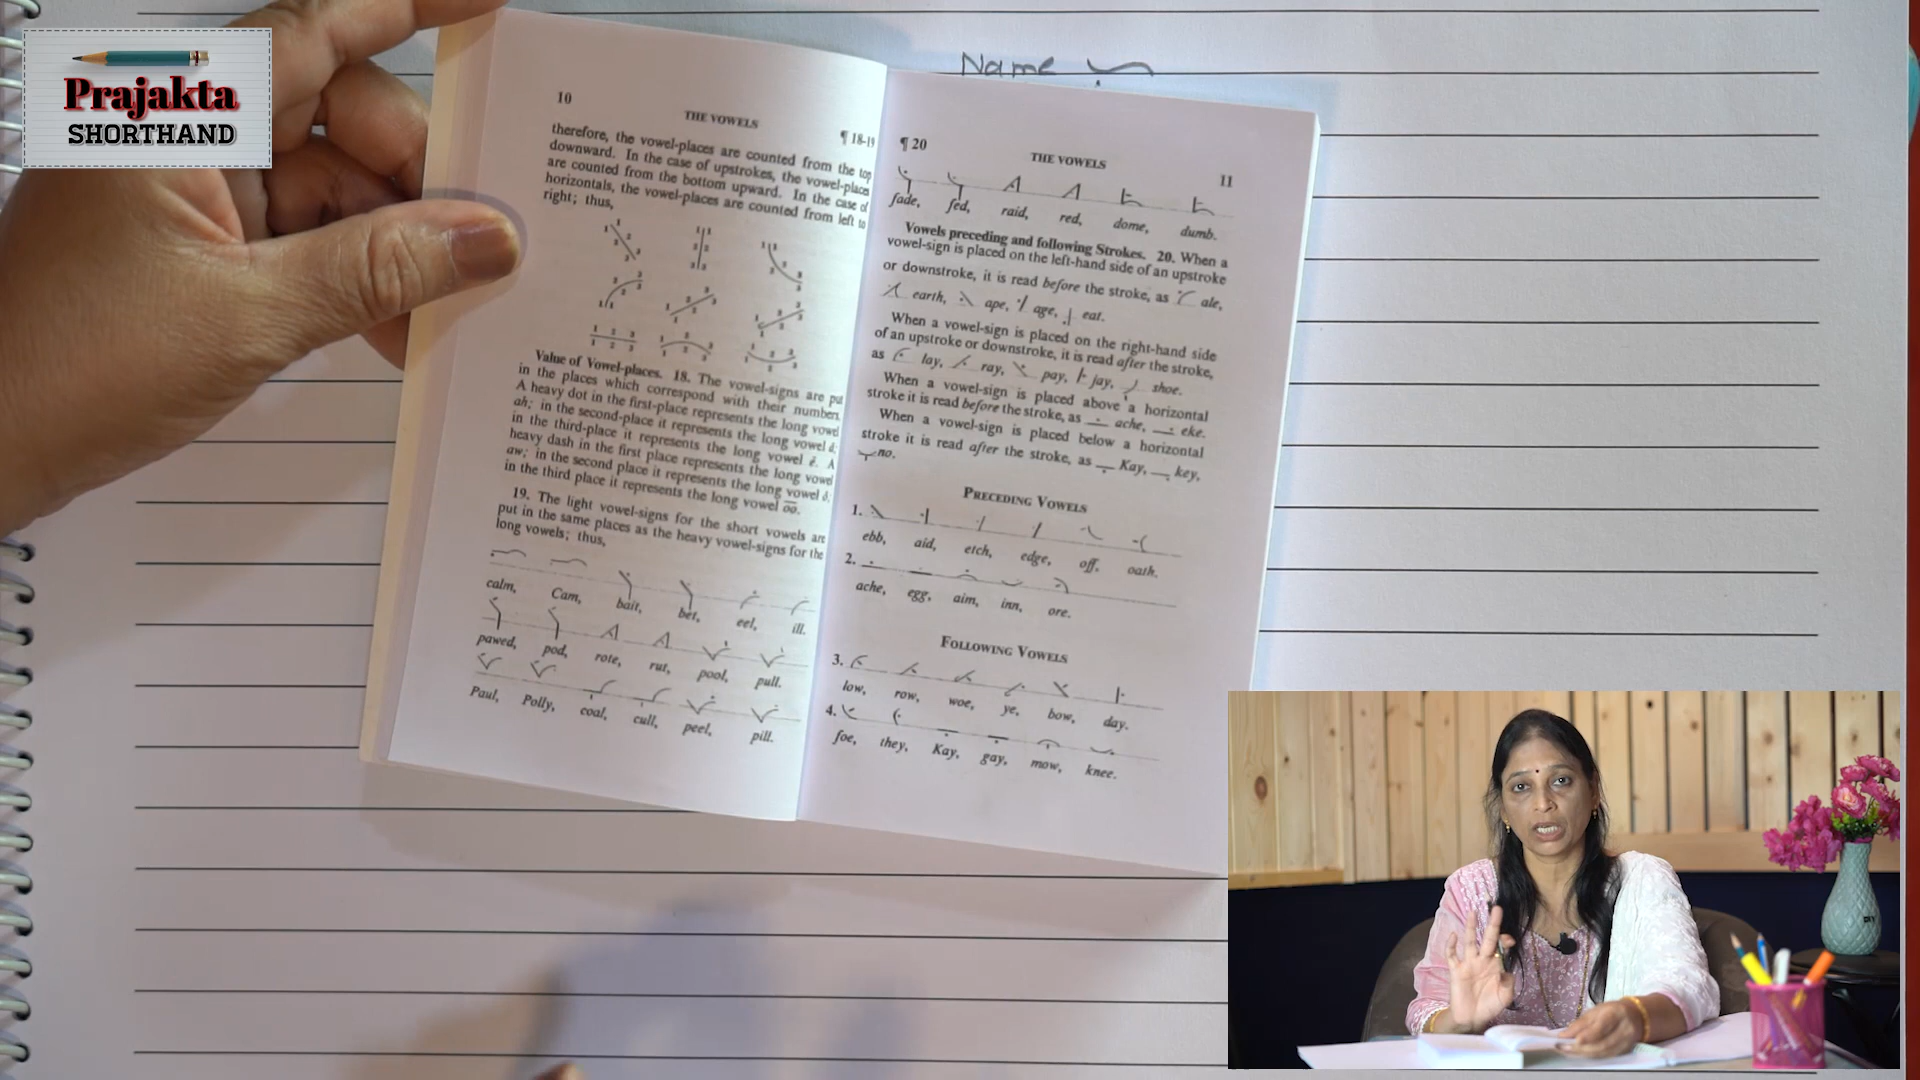 Prajakta
SHORTHAND
Name
10
THE VOWELS
¶ 18-19
therefore, the vowel-places are counted from the top
downward. In the case of upstrokes, the vowel-places
are counted from the bottom upward. In the case of
horizontals, the vowel-places are counted from left to
right; thus,
Value of Vowel-places. 18. The vowel-signs are put
in the places which correspond with their numbers.
A heavy dot in the first-place represents the long vowel
ah; in the second-place it represents the long vowel ā;
in the third-place it represents the long vowel ē. A
heavy dash in the first place represents the long vowel
aw; in the second place it represents the long vowel ō;
in the third place it represents the long vowel o̅o̅.
19. The light vowel-signs for the short vowels are
put in the same places as the heavy vowel-signs for the
long vowels; thus,
calm, Cam, bait, bet, eel, ill.
pawed, pod, rote, rut, pool, pull.
Paul, Polly, coal, cull, peel, pill.
¶ 20
THE VOWELS
11
fade, fed, raid, red, dome, dumb.
Vowels preceding and following Strokes. 20. When a
vowel-sign is placed on the left-hand side of an upstroke
or downstroke, it is read before the stroke, as ale,
earth, ape, age, eat.
When a vowel-sign is placed on the right-hand side
of an upstroke or downstroke, it is read after the stroke,
as lay, ray, pay, jay, shoe.
When a vowel-sign is placed above a horizontal
stroke it is read before the stroke, as ache, eke.
When a vowel-sign is placed below a horizontal
stroke it is read after the stroke, as Kay, key,
no.
PRECEDING VOWELS
1.
ebb, aid, etch, edge, off, oath.
2.
ache, egg, aim, inn, ore.
FOLLOWING VOWELS
3.
low, row, woe, ye, bow, day.
4.
foe, they, Kay, gay, mow, knee.